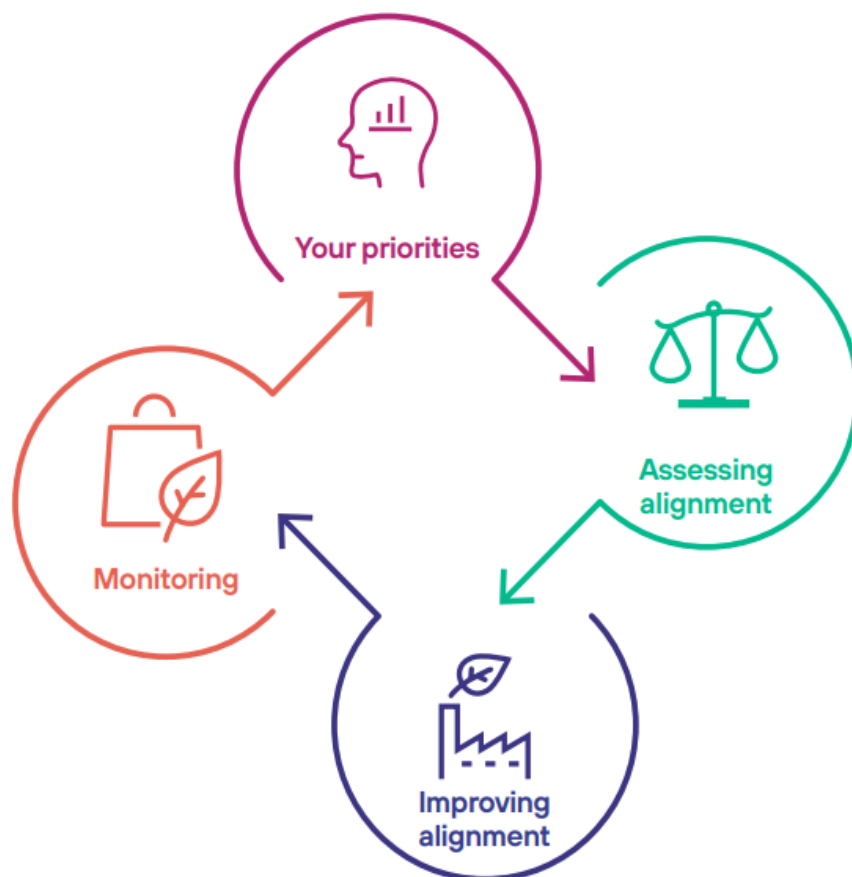 Your priorities
Assessing
alignment
Improving
alignment
Monitoring